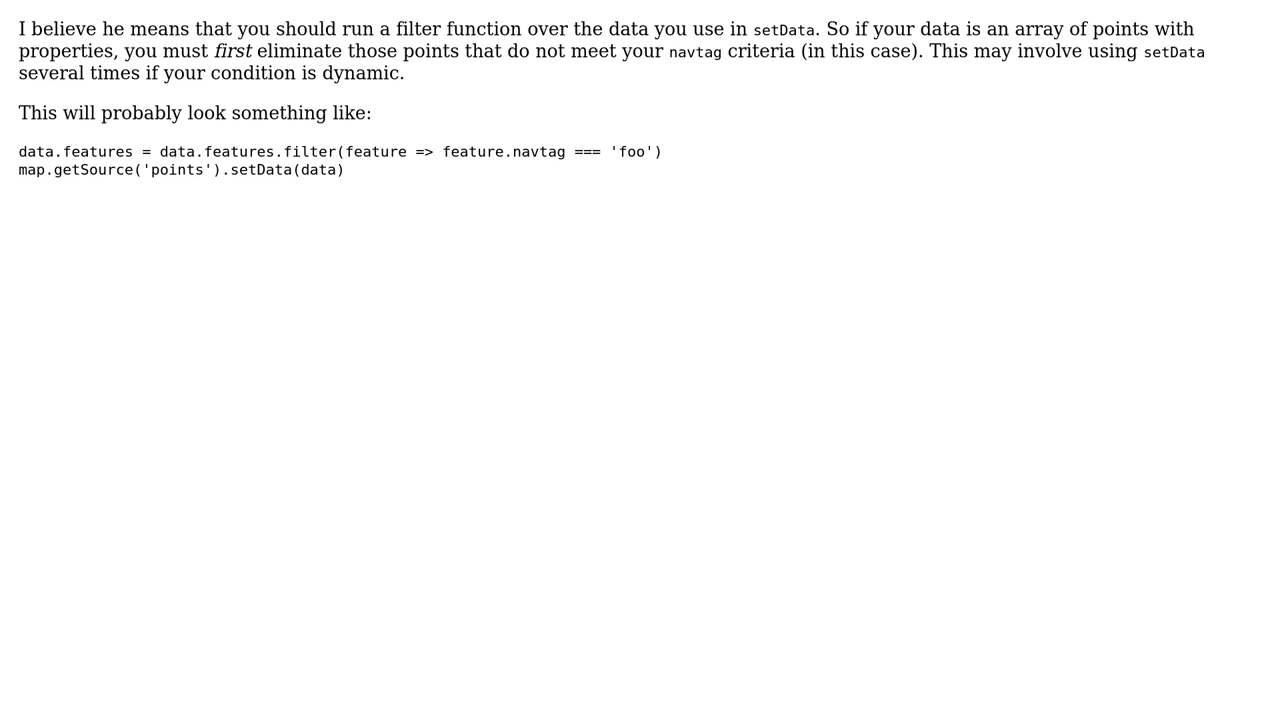 I believe he means that you should run a filter function over the data you use in setData. So if your data is an array of points with
properties, you must first eliminate those points that do not meet your navtag criteria (in this case). This may involve using setData
several times if your condition is dynamic.
This will probably look something like:
data.features = data.features.filter(feature => feature.navtag === 'foo')
map.getSource('points').setData(data)